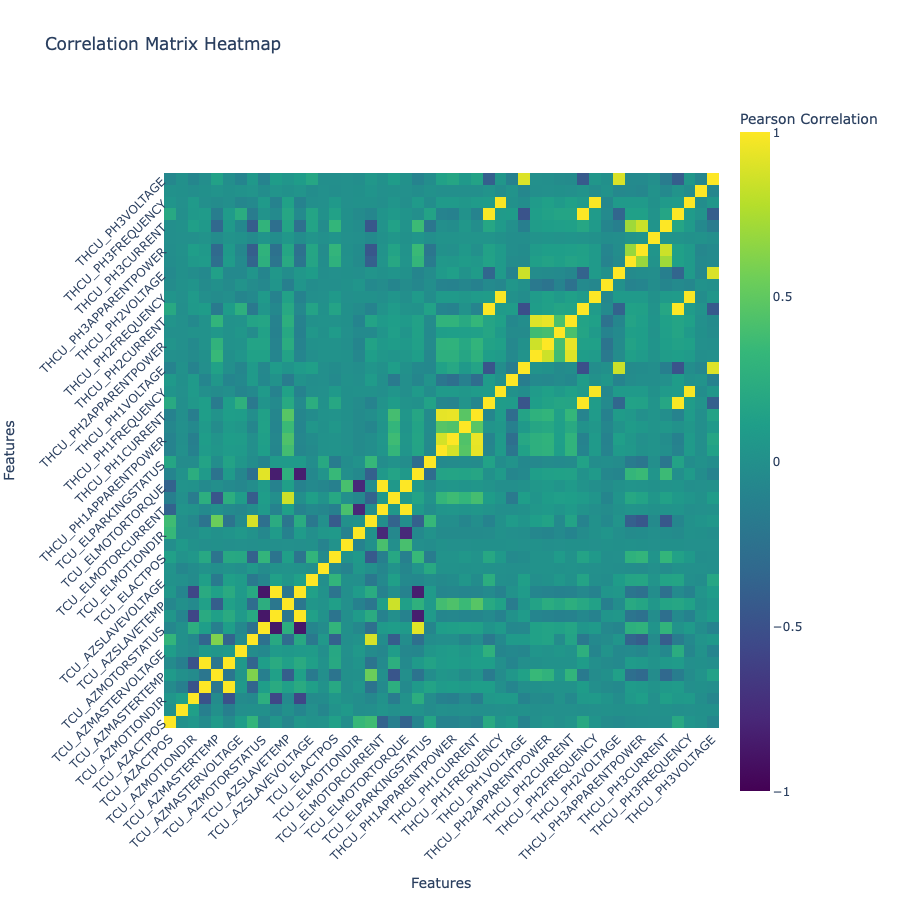 Correlation Matrix Heatmap
Pearson Correlation
1
0.5
0
−0.5
−1
THCU_PH3VOLTAGE
THCU_PH3FREQUENCY
THCU_PH3CURRENT
THCU_PH3APPARENTPOWER
THCU_PH2VOLTAGE
THCU_PH2FREQUENCY
THCU_PH2CURRENT
THCU_PH2APPARENTPOWER
THCU_PH1VOLTAGE
THCU_PH1FREQUENCY
THCU_PH1CURRENT
THCU_PH1APPARENTPOWER
TCU_ELPARKINGSTATUS
TCU_ELMOTORTORQUE
TCU_ELMOTORCURRENT
TCU_ELMOTIONDIR
TCU_ELACTPOS
TCU_AZSLAVEVOLTAGE
TCU_AZSLAVETEMP
TCU_AZMOTORSTATUS
TCU_AZMASTERVOLTAGE
TCU_AZMASTERTEMP
TCU_AZMOTIONDIR
TCU_AZACTPOS
Features
TCU_AZACTPOS
TCU_AZMOTIONDIR
TCU_AZMASTERTEMP
TCU_AZMASTERVOLTAGE
TCU_AZMOTORSTATUS
TCU_AZSLAVETEMP
TCU_AZSLAVEVOLTAGE
TCU_ELACTPOS
TCU_ELMOTIONDIR
TCU_ELMOTORCURRENT
TCU_ELMOTORTORQUE
TCU_ELPARKINGSTATUS
THCU_PH1APPARENTPOWER
THCU_PH1CURRENT
THCU_PH1FREQUENCY
THCU_PH1VOLTAGE
THCU_PH2APPARENTPOWER
THCU_PH2CURRENT
THCU_PH2FREQUENCY
THCU_PH2VOLTAGE
THCU_PH3APPARENTPOWER
THCU_PH3CURRENT
THCU_PH3FREQUENCY
THCU_PH3VOLTAGE
Features